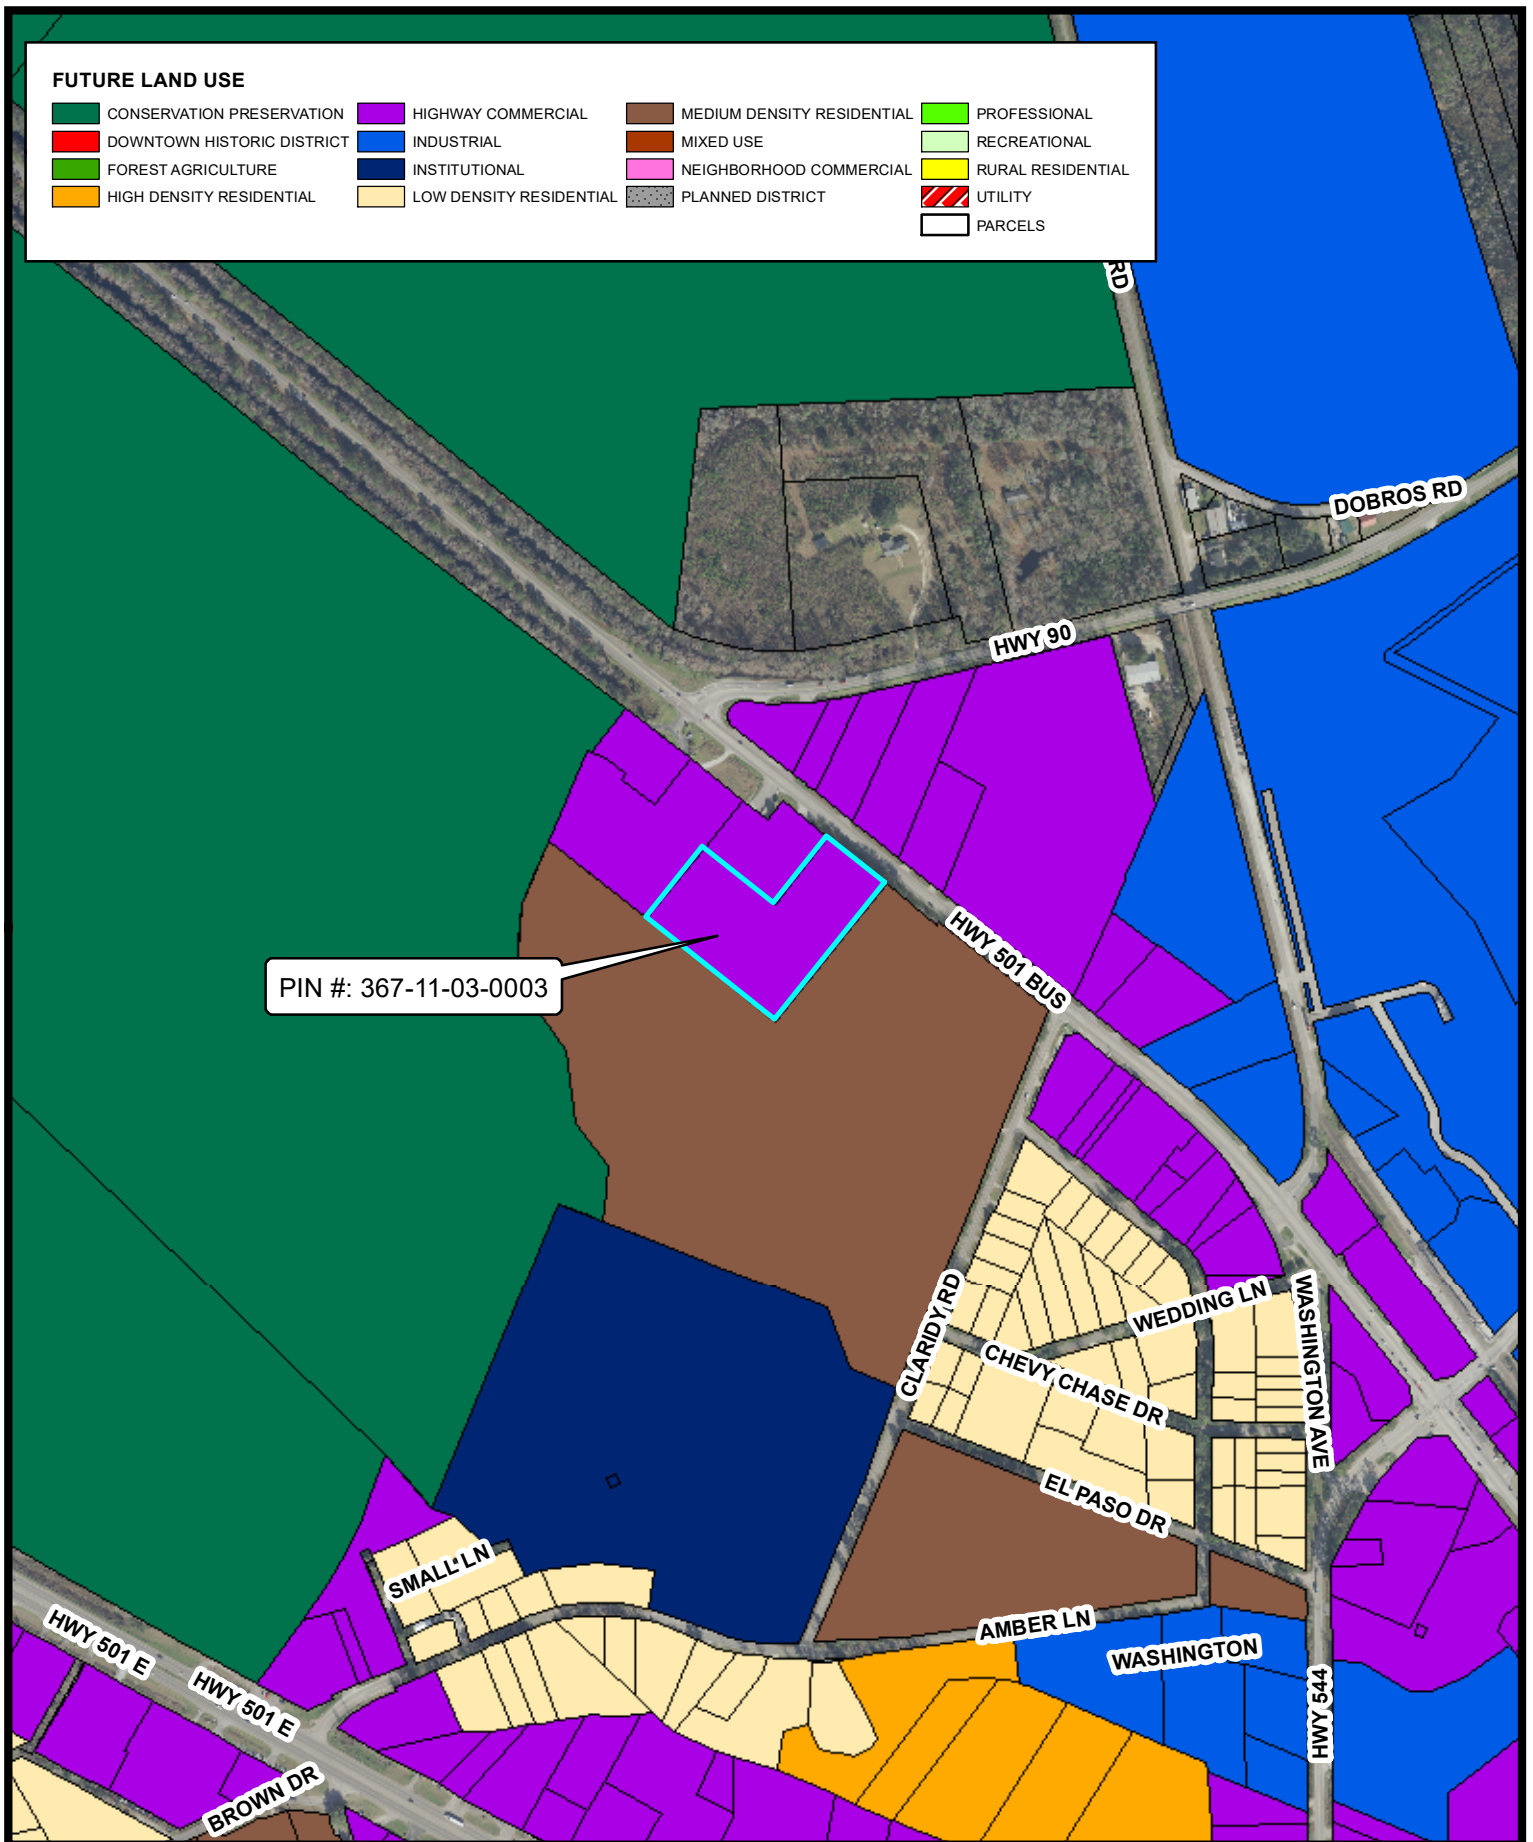 FUTURE LAND USE
CONSERVATION PRESERVATION
DOWNTOWN HISTORIC DISTRICT
FOREST AGRICULTURE
HIGH DENSITY RESIDENTIAL
HIGHWAY COMMERCIAL
INDUSTRIAL
INSTITUTIONAL
LOW DENSITY RESIDENTIAL
MEDIUM DENSITY RESIDENTIAL
MIXED USE
NEIGHBORHOOD COMMERCIAL
PLANNED DISTRICT
PROFESSIONAL
RECREATIONAL
RURAL RESIDENTIAL
UTILITY
PARCELS
RD
DOBROS RD
HWY 90
HWY 501 BUS
PIN #: 367-11-03-0003
CLARIDY RD
WEDDING LN
WASHINGTON AVE
CHEVY CHASE DR
EL PASO DR
SMALL LN
AMBER LN
WASHINGTON
HWY 501 E
HWY 501 E
HWY 544
BROWN DR